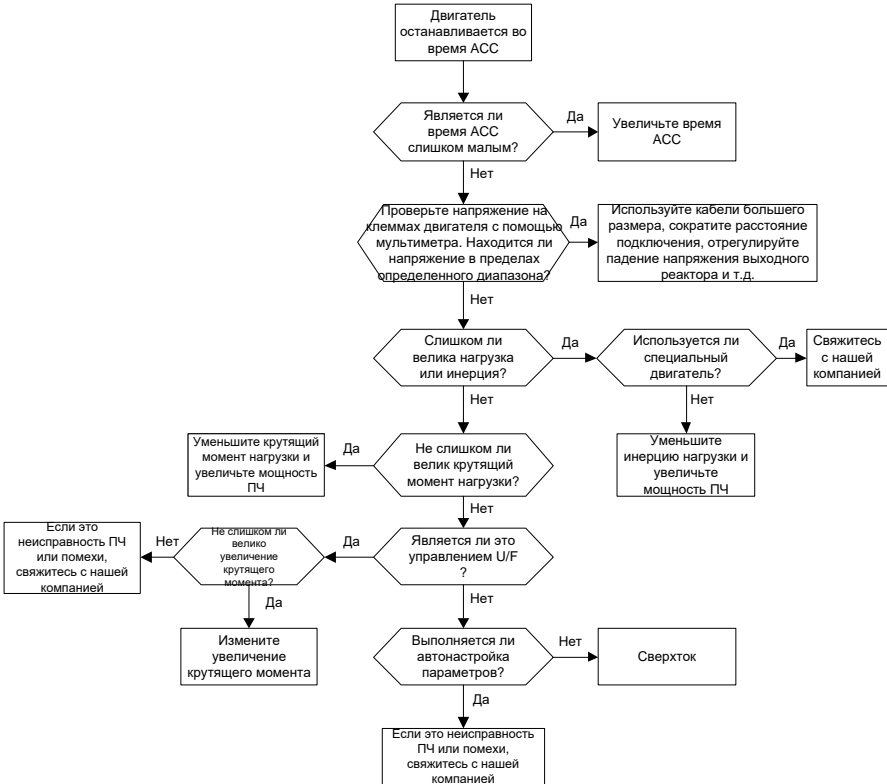 Двигатель
останавливается во
время АСС
Является ли
время АСС
слишком малым?
Да
Увеличьте время
АСС
Нет
Проверьте напряжение на
клеммах двигателя с помощью
мультиметра. Находится ли
напряжение в пределах
определенного диапазона?
Да
Используйте кабели большего
размера, сократите расстояние
подключения, отрегулируйте
падение напряжения выходного
реактора и т.д.
Нет
Слишком ли
велика нагрузка
или инерция?
Да
Используется ли
специальный
двигатель?
Да
Свяжитесь
с нашей
компанией
Нет
Нет
Уменьшите
инерцию нагрузки и
увеличьте
мощность ПЧ
Не слишком ли
велик крутящий
момент нагрузки?
Да
Уменьшите крутящий
момент нагрузки и
увеличьте мощность
ПЧ
Нет
Является ли это
управлением U/F
?
Да
Не слишком ли
велико
увеличение
крутящего
момента?
Нет
Если это
неисправность ПЧ
или помехи,
свяжитесь с нашей
компанией
Да
Измените
увеличение
крутящего момента
Нет
Выполняется ли
автонастройка
параметров?
Нет
Сверхток
Да
Если это неисправность
ПЧ или помехи,
свяжитесь с нашей
компанией